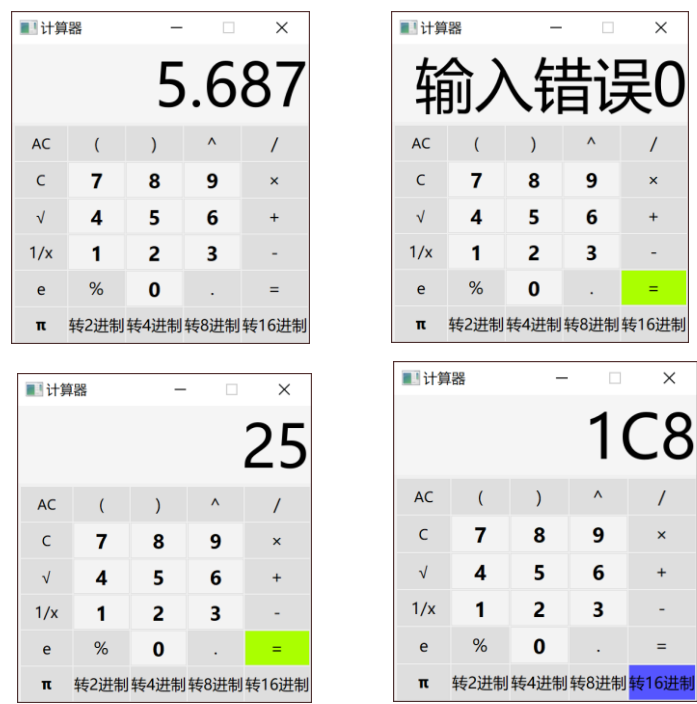 计算器
5.687
AC ( ) ^ /
C 7 8 9 ×
√ 4 5 6 +
1/x 1 2 3 -
e % 0 . =
π 转2进制 转4进制 转8进制 转16进制
计算器
输入错误0
AC ( ) ^ /
C 7 8 9 ×
√ 4 5 6 +
1/x 1 2 3 -
e % 0 . =
π 转2进制 转4进制 转8进制 转16进制
计算器
25
AC ( ) ^ /
C 7 8 9 ×
√ 4 5 6 +
1/x 1 2 3 -
e % 0 . =
π 转2进制 转4进制 转8进制 转16进制
计算器
1C8
AC ( ) ^ /
C 7 8 9 ×
√ 4 5 6 +
1/x 1 2 3 -
e % 0 . =
π 转2进制 转4进制 转8进制 转16进制